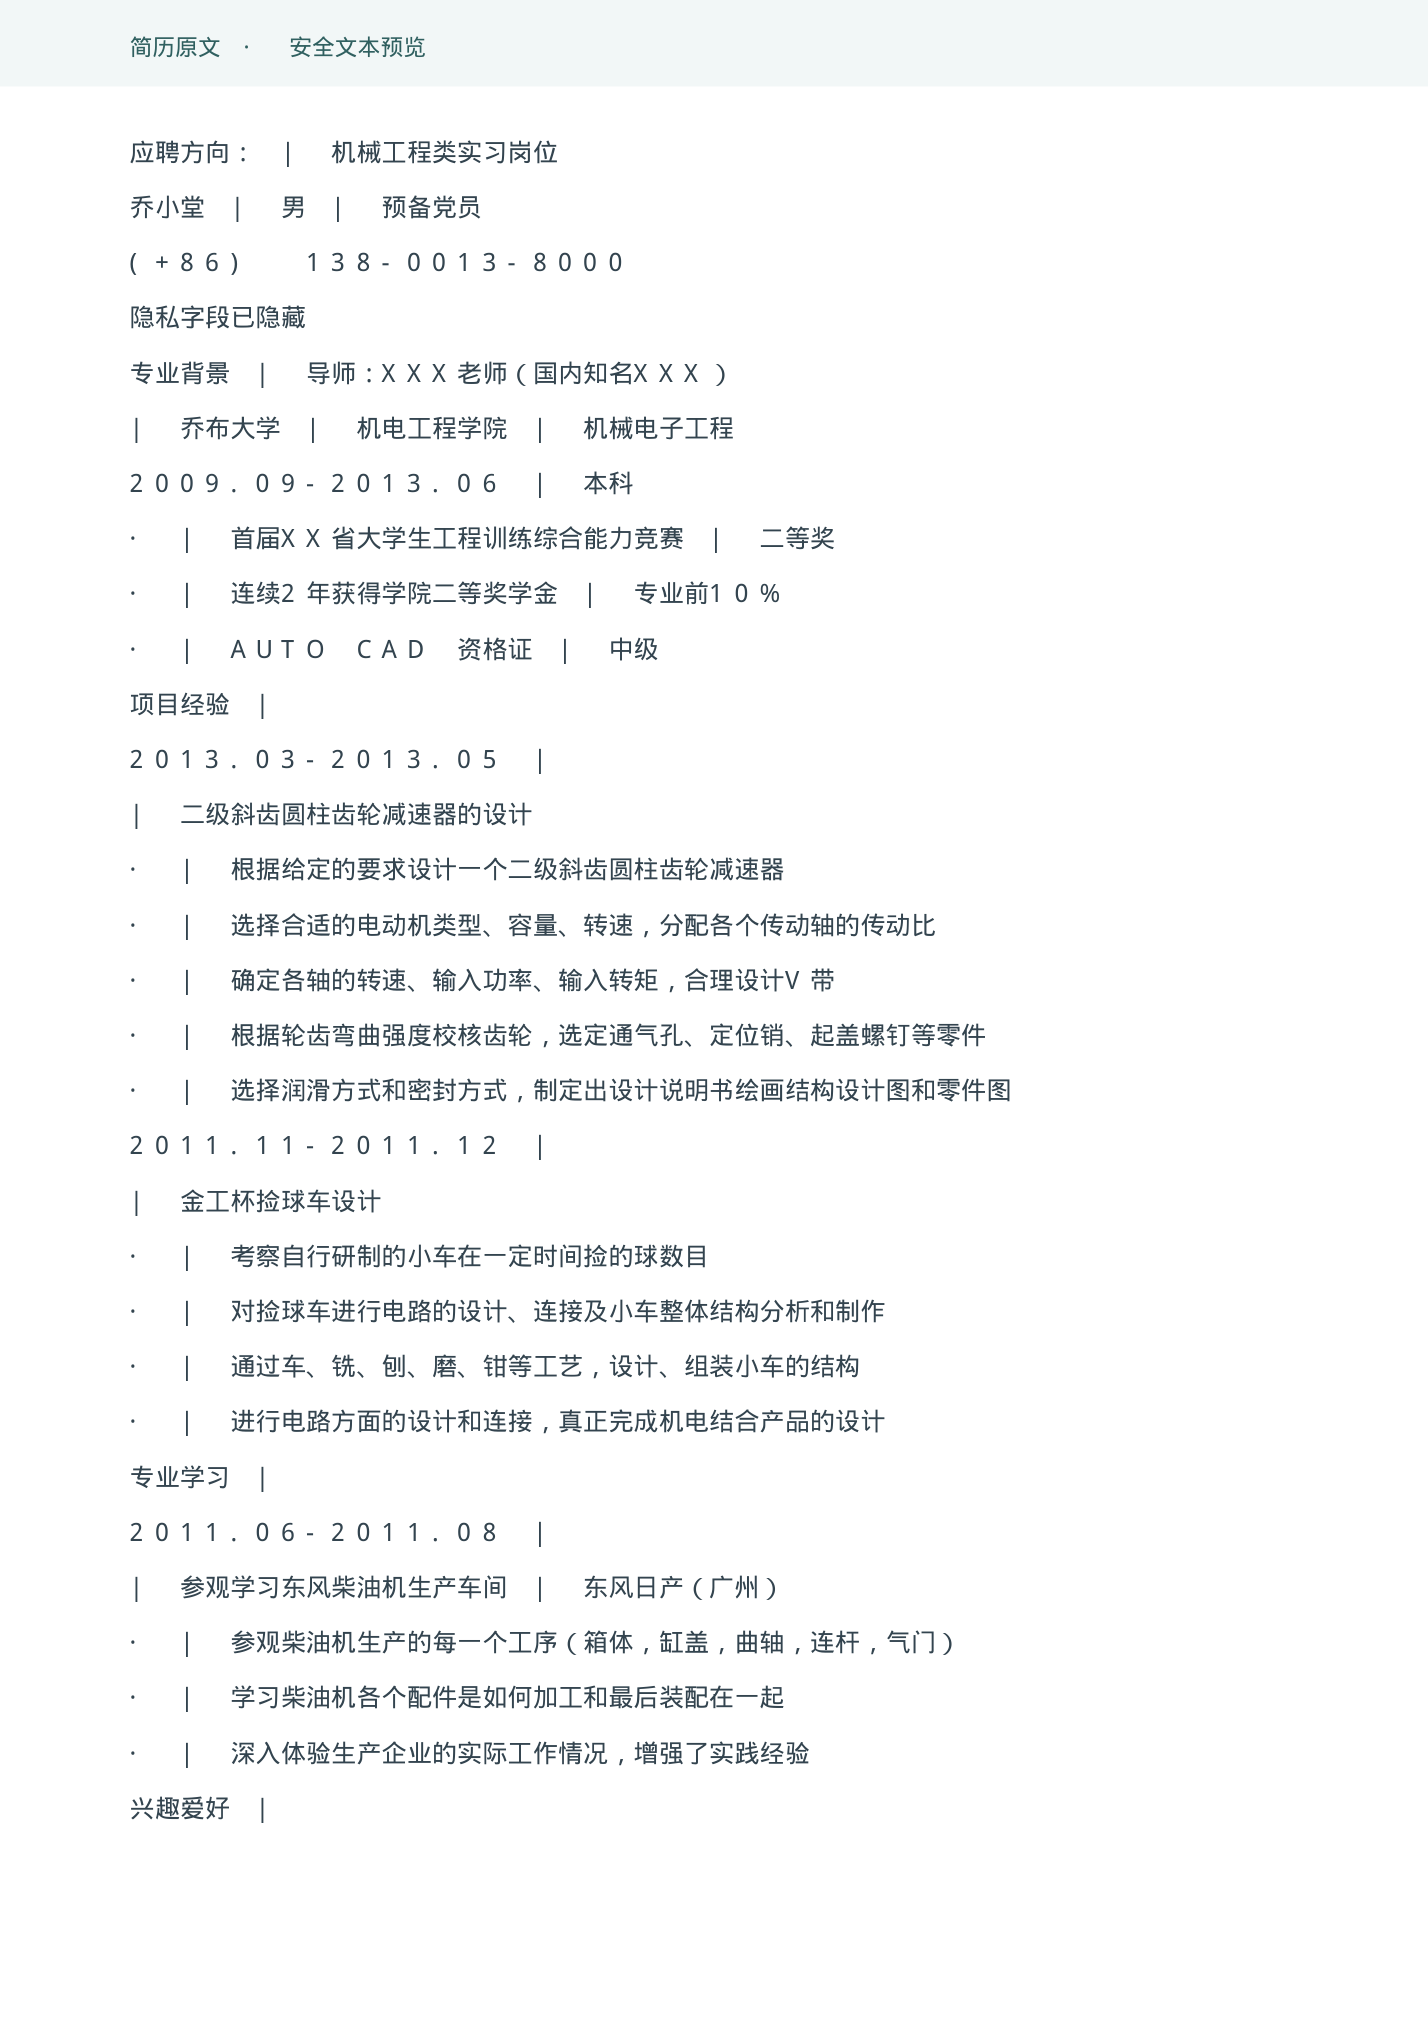 简历原文 · 安全文本预览
应聘方向： | 机械工程类实习岗位
乔小堂 | 男 | 预备党员
(+86) 138-0013-8000
隐私字段已隐藏
专业背景 | 导师：XXX老师（国内知名XXX）
| 乔布大学 | 机电工程学院 | 机械电子工程
2009.09-2013.06 | 本科
· | 首届XX省大学生工程训练综合能力竞赛 | 二等奖
· | 连续2年获得学院二等奖学金 | 专业前10%
· | AUTO CAD 资格证 | 中级
项目经验 |
2013.03-2013.05 |
| 二级斜齿圆柱齿轮减速器的设计
· | 根据给定的要求设计一个二级斜齿圆柱齿轮减速器
· | 选择合适的电动机类型、容量、转速，分配各个传动轴的传动比
· | 确定各轴的转速、输入功率、输入转矩，合理设计V带
· | 根据轮齿弯曲强度校核齿轮，选定通气孔、定位销、起盖螺钉等零件
· | 选择润滑方式和密封方式，制定出设计说明书绘画结构设计图和零件图
2011.11-2011.12 |
| 金工杯捡球车设计
· | 考察自行研制的小车在一定时间捡的球数目
· | 对捡球车进行电路的设计、连接及小车整体结构分析和制作
· | 通过车、铣、刨、磨、钳等工艺，设计、组装小车的结构
· | 进行电路方面的设计和连接，真正完成机电结合产品的设计
专业学习 |
2011.06-2011.08 |
| 参观学习东风柴油机生产车间 | 东风日产（广州）
· | 参观柴油机生产的每一个工序（箱体，缸盖，曲轴，连杆，气门）
· | 学习柴油机各个配件是如何加工和最后装配在一起
· | 深入体验生产企业的实际工作情况，增强了实践经验
兴趣爱好 |